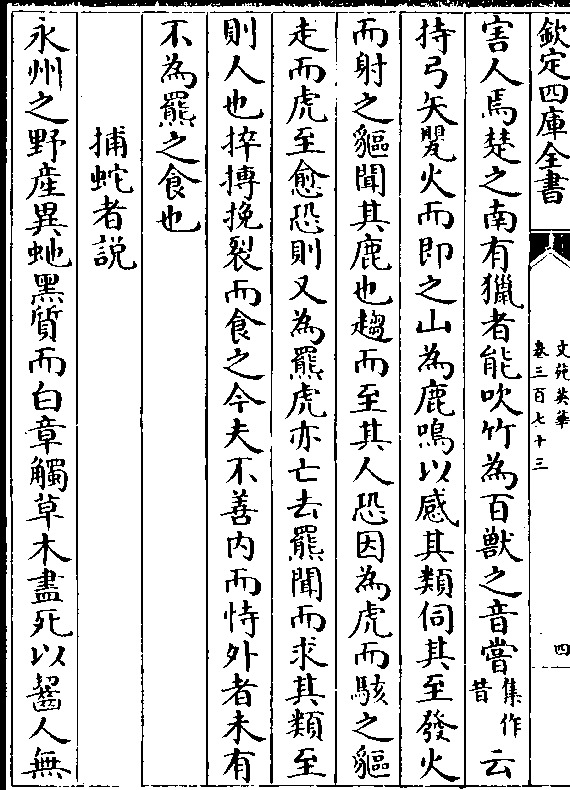 欽定四庫全書
文苑英華
卷三百七十三
四
害人焉楚之南有獵者能吹竹為百獸之音嘗集作昔云
持弓矢甖火而即之山為鹿鳴以感其類伺其至發火
而射之貙聞其鹿也趨而至其人恐因為虎而駭之貙
走而虎至愈恐則又為羆虎亦亡去羆聞而求其類至
則人也捽搏挽裂而食之今夫不善内而恃外者未有
不為羆之食也
捕蛇者說
永州之野產異虵黑質而白章觸草木盡死以齧人無